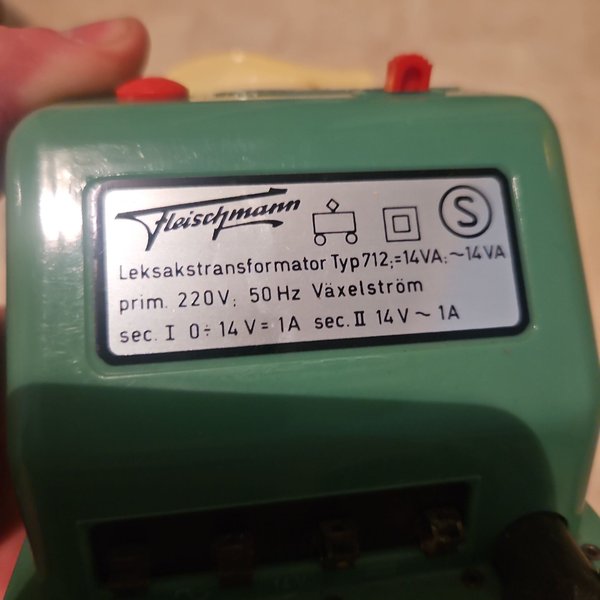 Fleischmann
S
Leksakstransformator Typ 712;=14VA;~14VA
prim. 220V; 50Hz Växelström
sec. I 0÷14V=1A sec. II 14V~1A